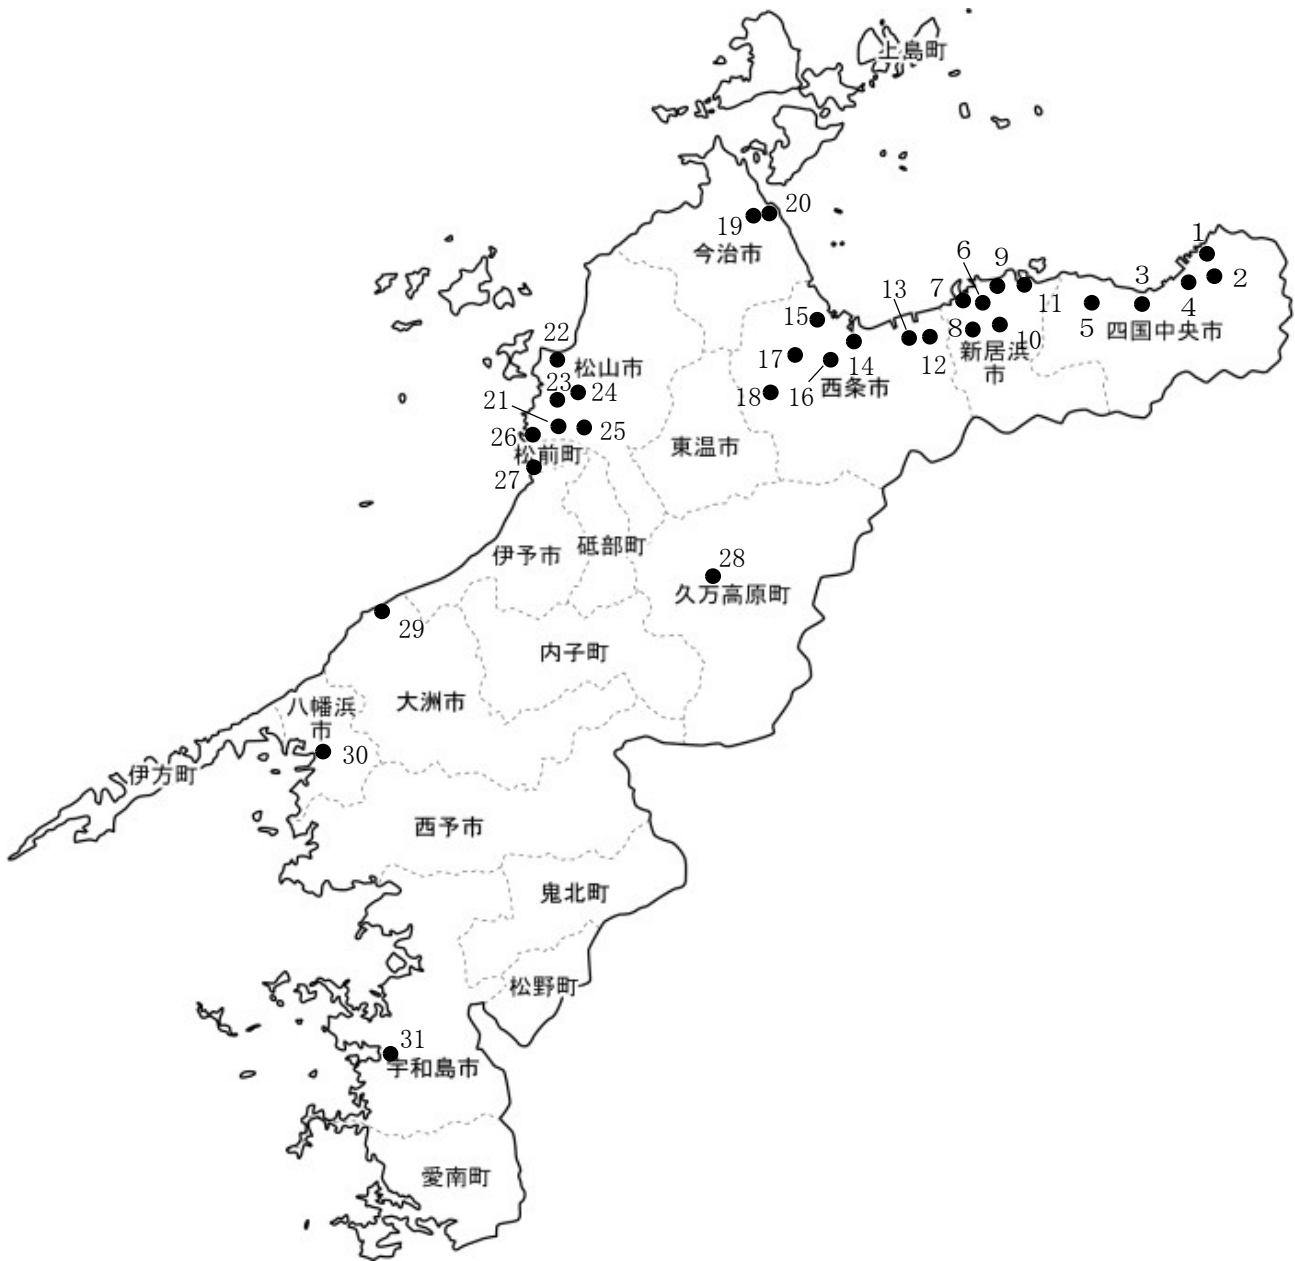 上島町
20
19
今治市
1
6
9
3
2
7
13
11
5
4
四国中央市
15
8
10
新居浜
市
22
松山市
17
14
12
23
24
18
16
西条市
21
26
25
東温市
松前町
27
伊予市
砥部町
28
久万高原町
29
内子町
大洲市
八幡浜
市
30
伊方町
西予市
鬼北町
松野町
31
宇和島市
愛南町